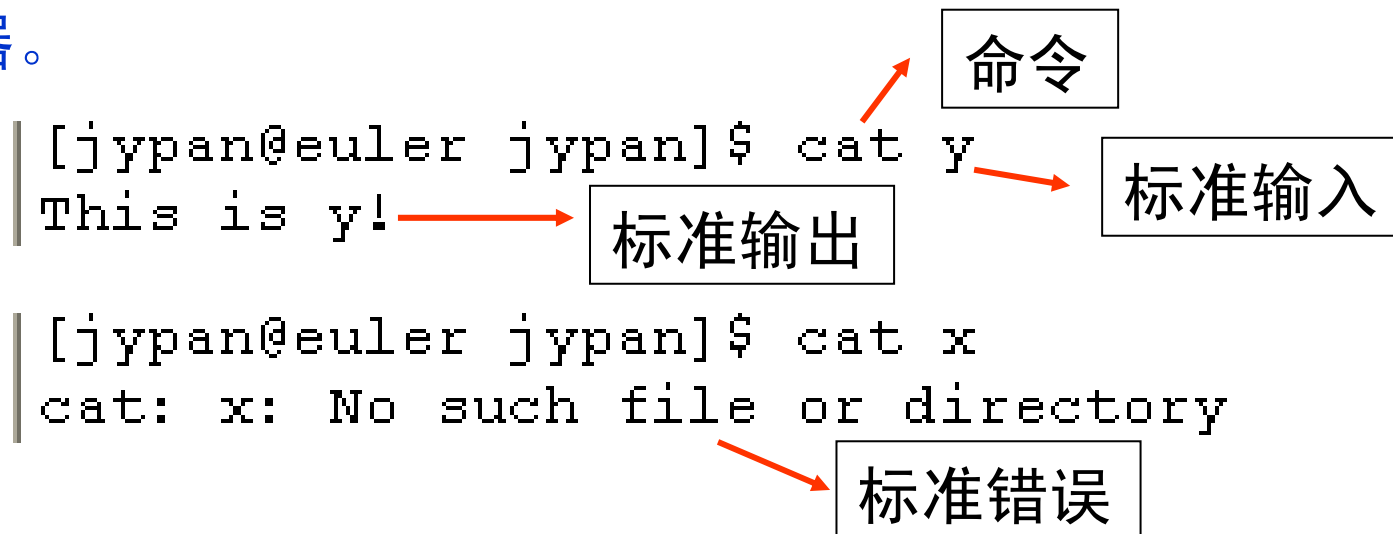 器。
命令
[jypan@euler jypan]$ cat y
标准输入
This is y!
标准输出
[jypan@euler jypan]$ cat x
cat: x: No such file or directory
标准错误